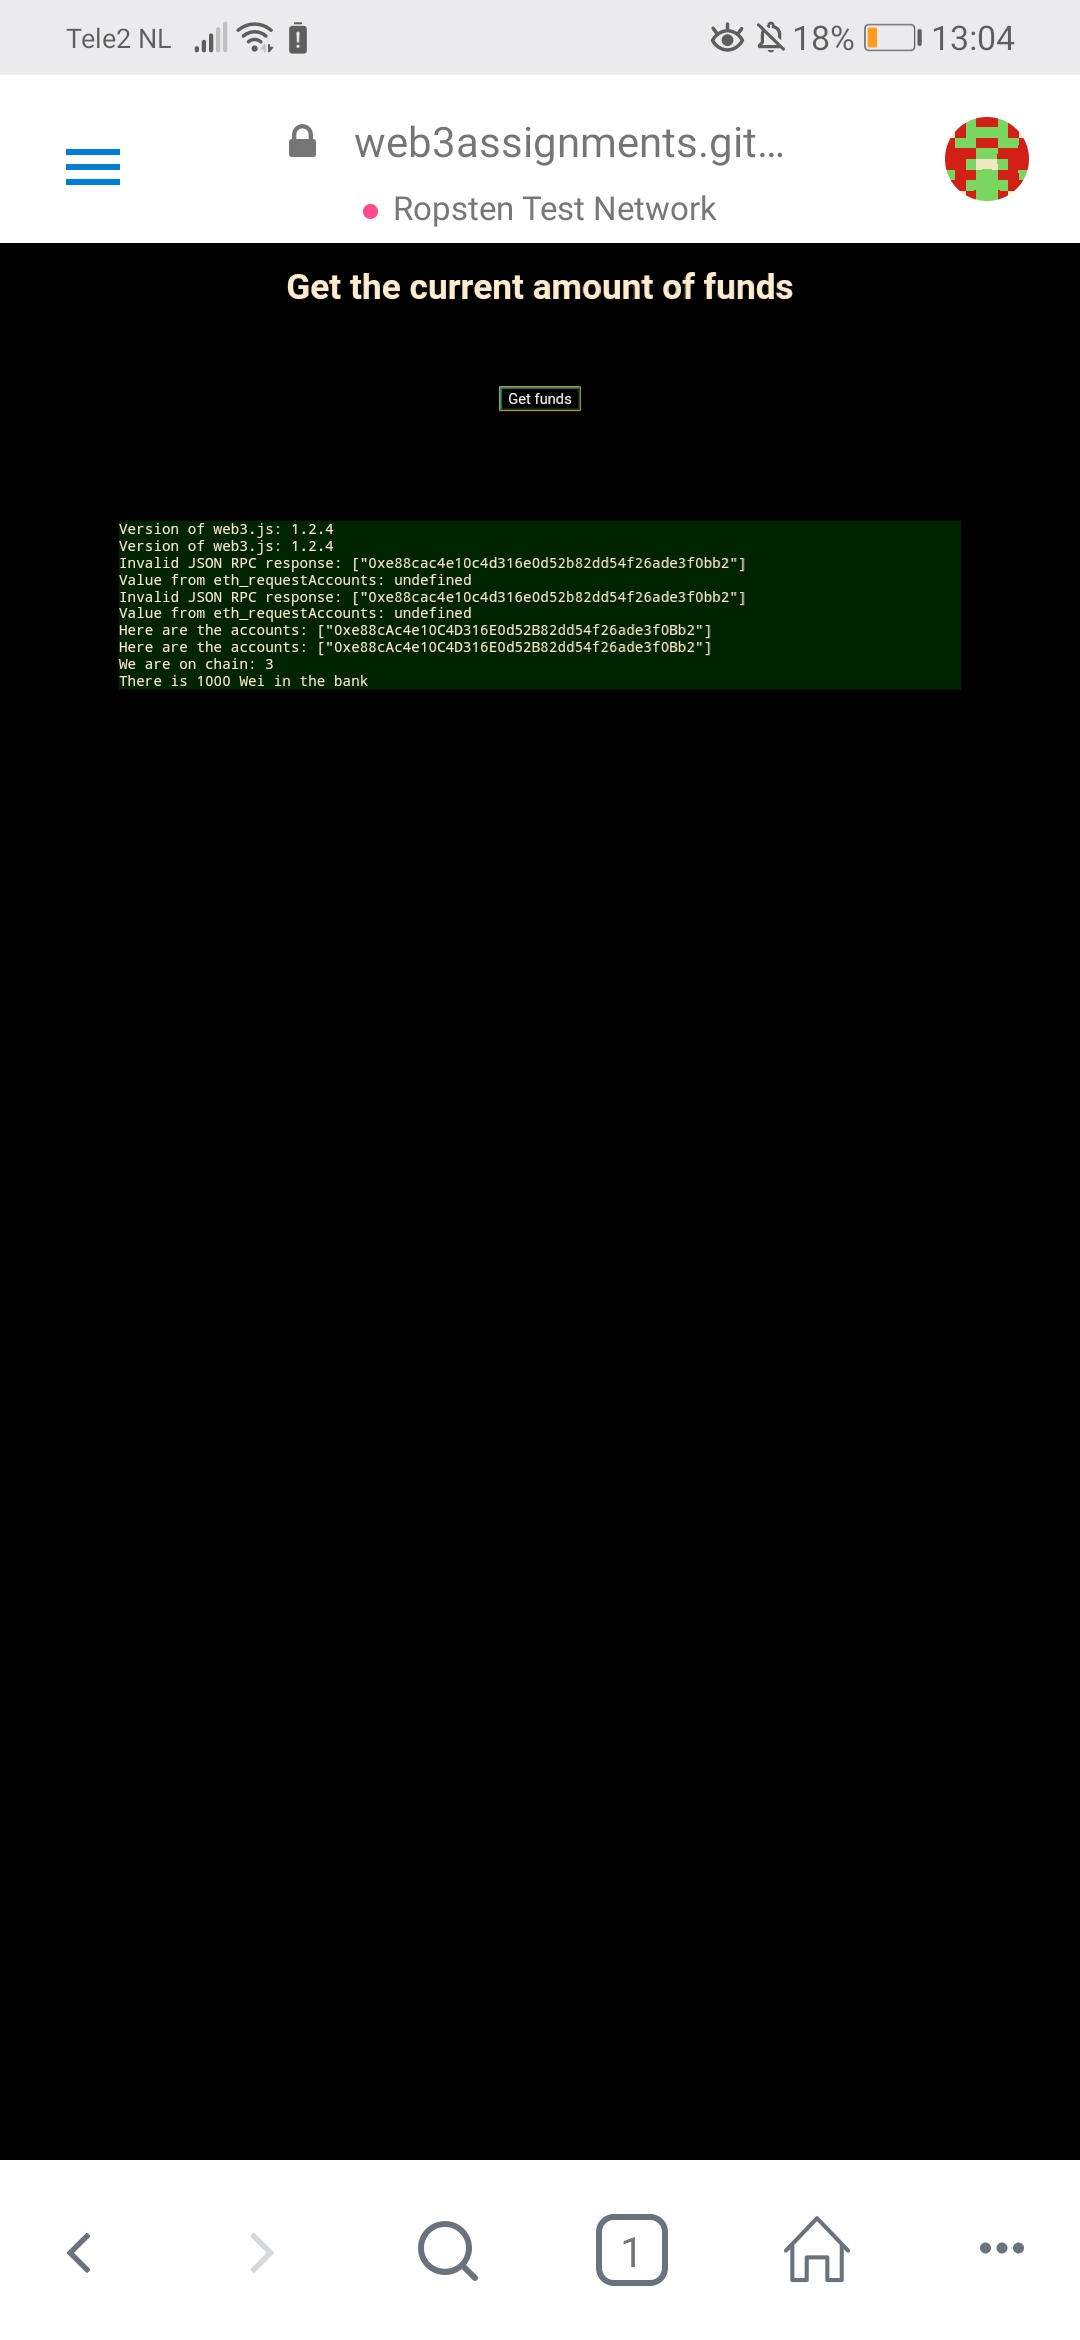 Tele2 NL 18% 13:04
web3assignments.git...
Ropsten Test Network
Get the current amount of funds
Get funds
Version of web3.js: 1.2.4
Version of web3.js: 1.2.4
Invalid JSON RPC response: ["0xe88cac4e10c4d316e0d52b82dd54f26ade3f0bb2"]
Value from eth_requestAccounts: undefined
Invalid JSON RPC response: ["0xe88cac4e10c4d316e0d52b82dd54f26ade3f0bb2"]
Value from eth_requestAccounts: undefined
Here are the accounts: ["0xe88cAc4e10C4D316E0d52B82dd54f26ade3f0Bb2"]
Here are the accounts: ["0xe88cAc4e10C4D316E0d52B82dd54f26ade3f0Bb2"]
We are on chain: 3
There is 1000 Wei in the bank
1